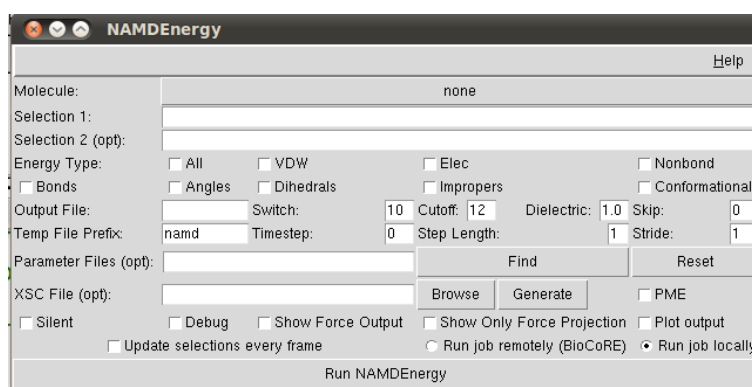 NAMDEnergy
Help
Molecule: none
Selection 1:
Selection 2 (opt):
Energy Type: All VDW Elec Nonbond
Bonds Angles Dihedrals Impropers Conformational
Output File: Switch: 10 Cutoff: 12 Dielectric: 1.0 Skip: 0
Temp File Prefix: namd Timestep: 0 Step Length: 1 Stride: 1
Parameter Files (opt): Find Reset
XSC File (opt): Browse Generate PME
Silent Debug Show Force Output Show Only Force Projection Plot output
Update selections every frame Run job remotely (BioCoRE) Run job locally
Run NAMDEnergy